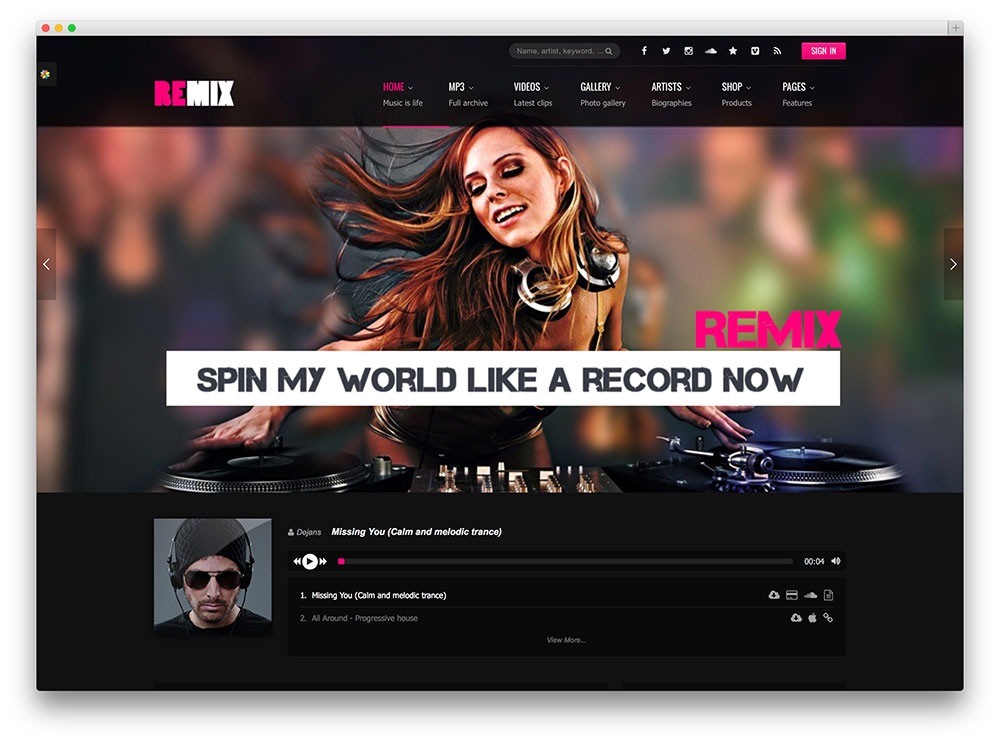 Name, artist, keyword, ...
SIGN IN
REMIX
HOME
Music is life
MP3
Full archive
VIDEOS
Latest clips
GALLERY
Photo gallery
ARTISTS
Biographies
SHOP
Products
PAGES
Features
REMIX
SPIN MY WORLD LIKE A RECORD NOW
Dejans Missing You (Calm and melodic trance)
00:04
1. Missing You (Calm and melodic trance)
2. All Around - Progressive house
View More...